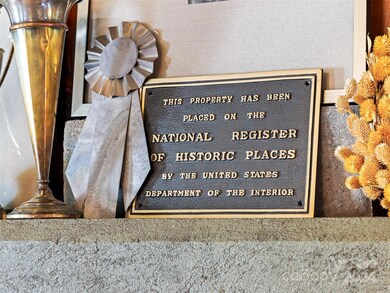 THIS PROPERTY HAS BEEN
PLACED ON THE
NATIONAL REGISTER
OF HISTORIC PLACES
BY THE UNITED STATES
DEPARTMENT OF THE INTERIOR